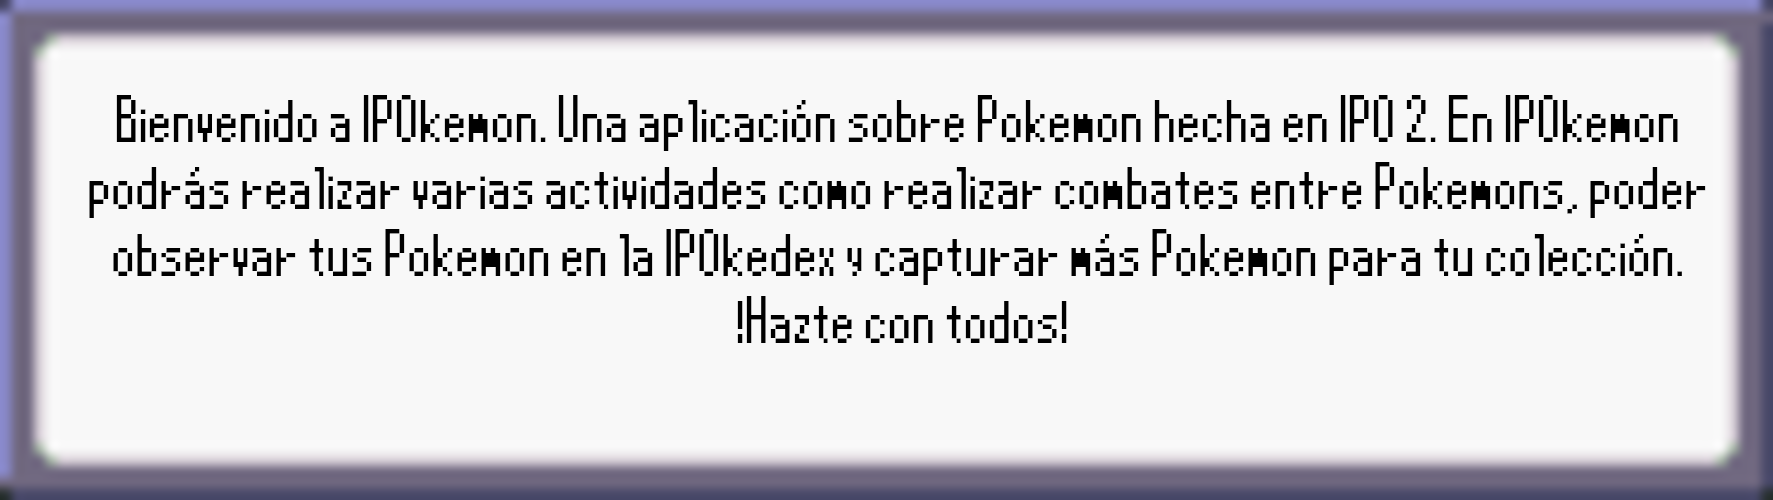 Bienvenido a IPOkemon. Una aplicación sobre Pokemon hecha en IPO 2. En IPOkemon
podrás realizar varias actividades como realizar combates entre Pokemons, poder
observar tus Pokemon en la IPOkedex y capturar más Pokemon para tu colección.
!Hazte con todos!